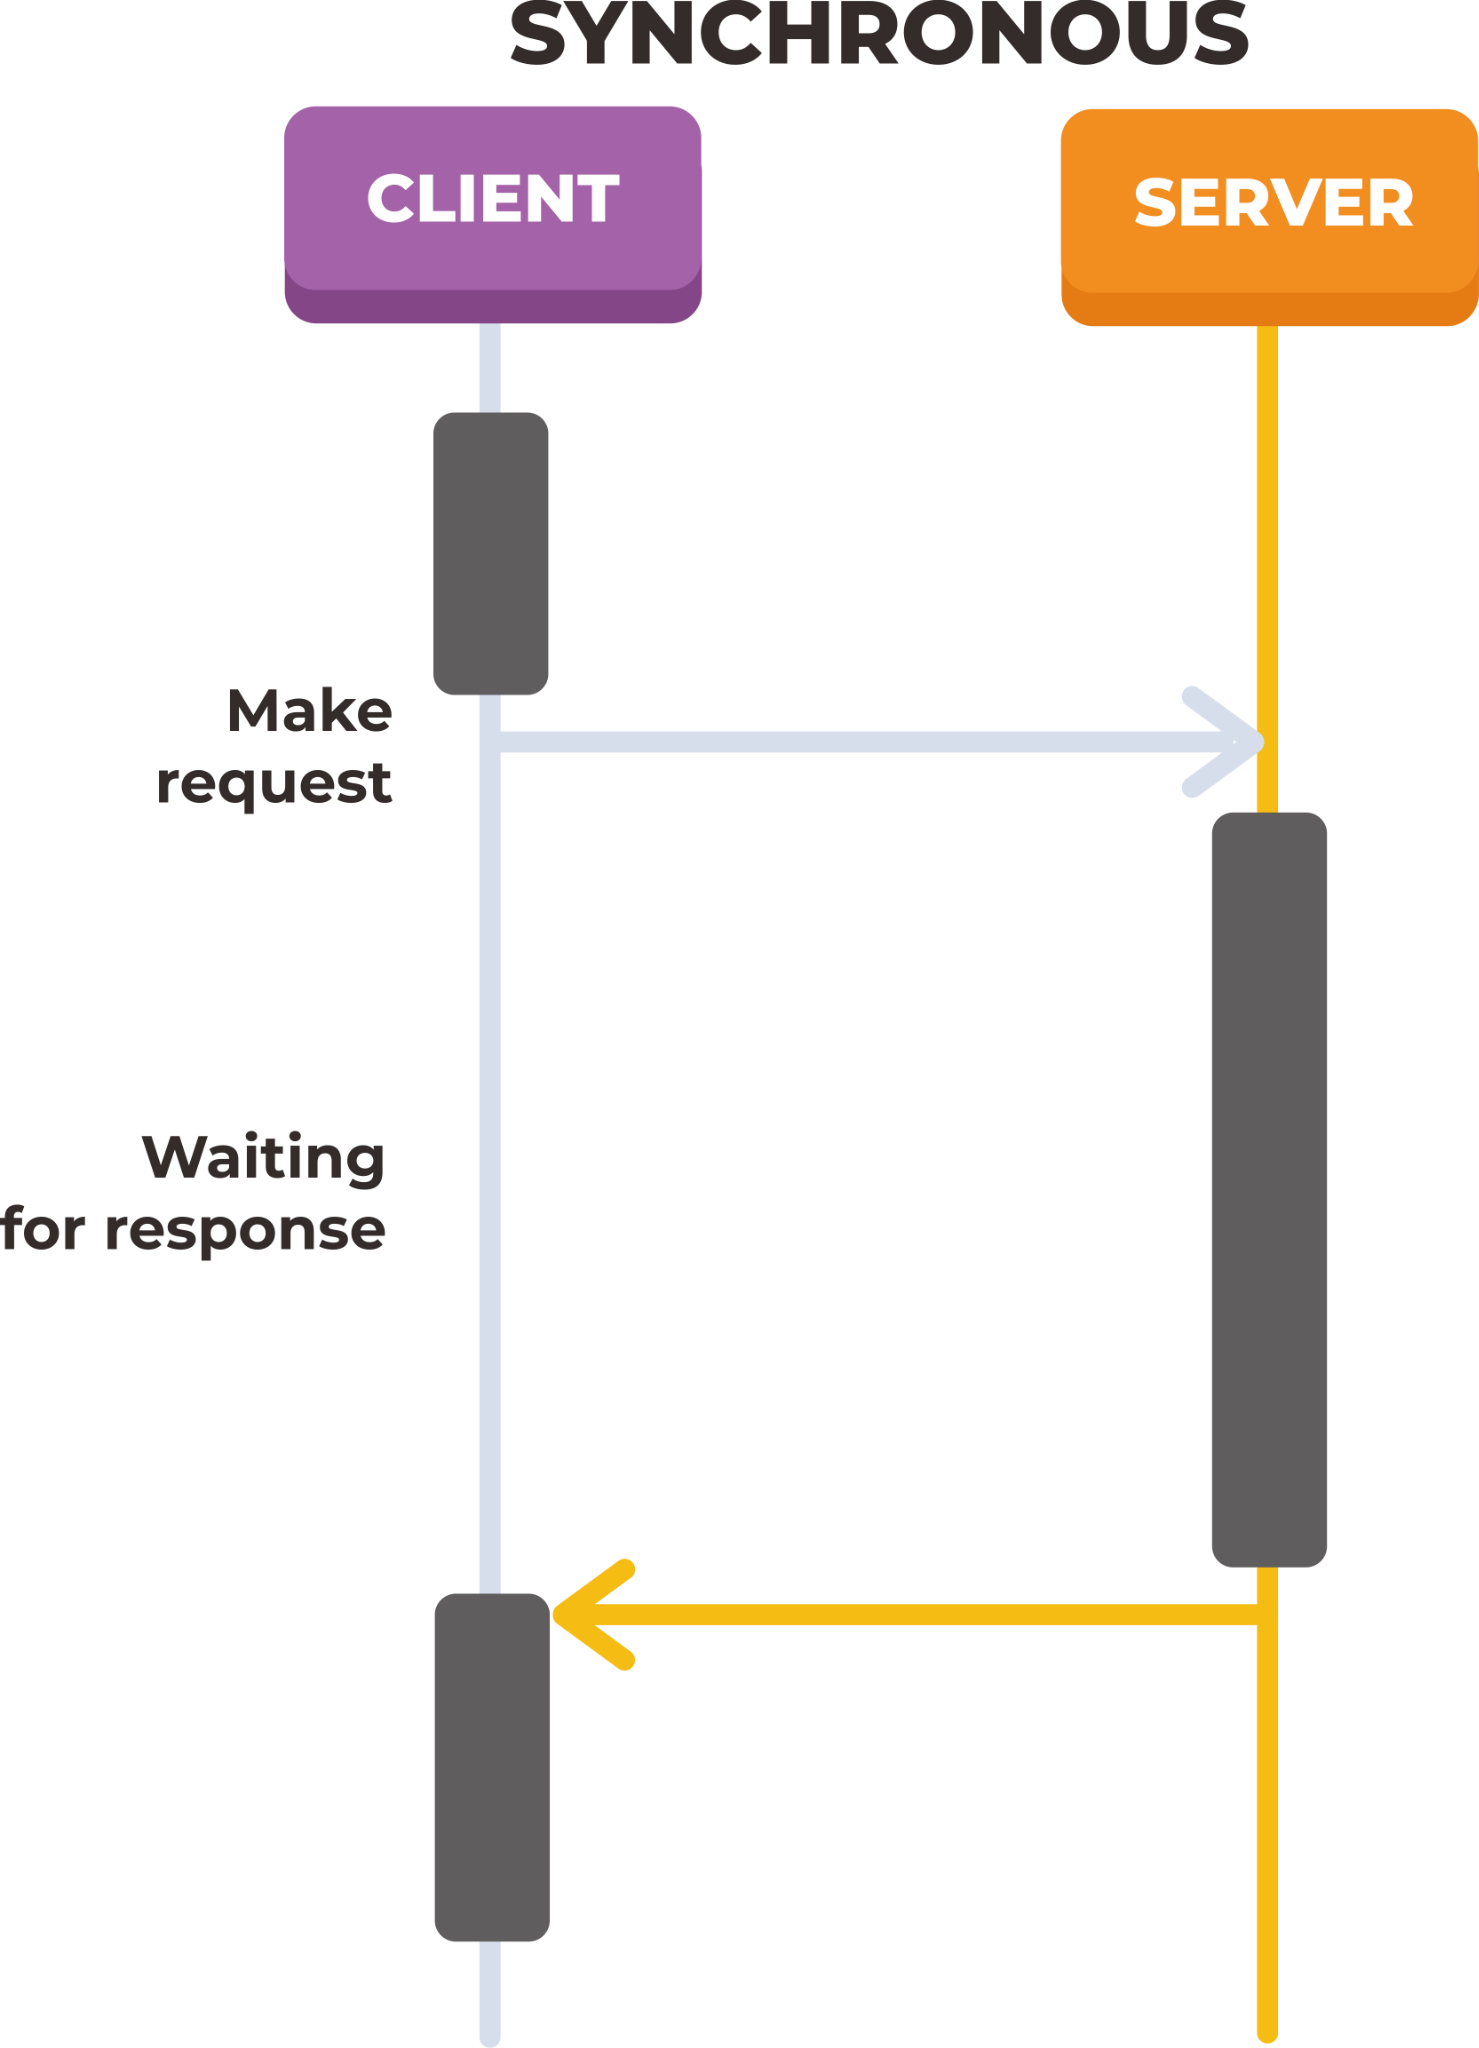 SYNCHRONOUS
CLIENT
SERVER
Make
request
Waiting
for response